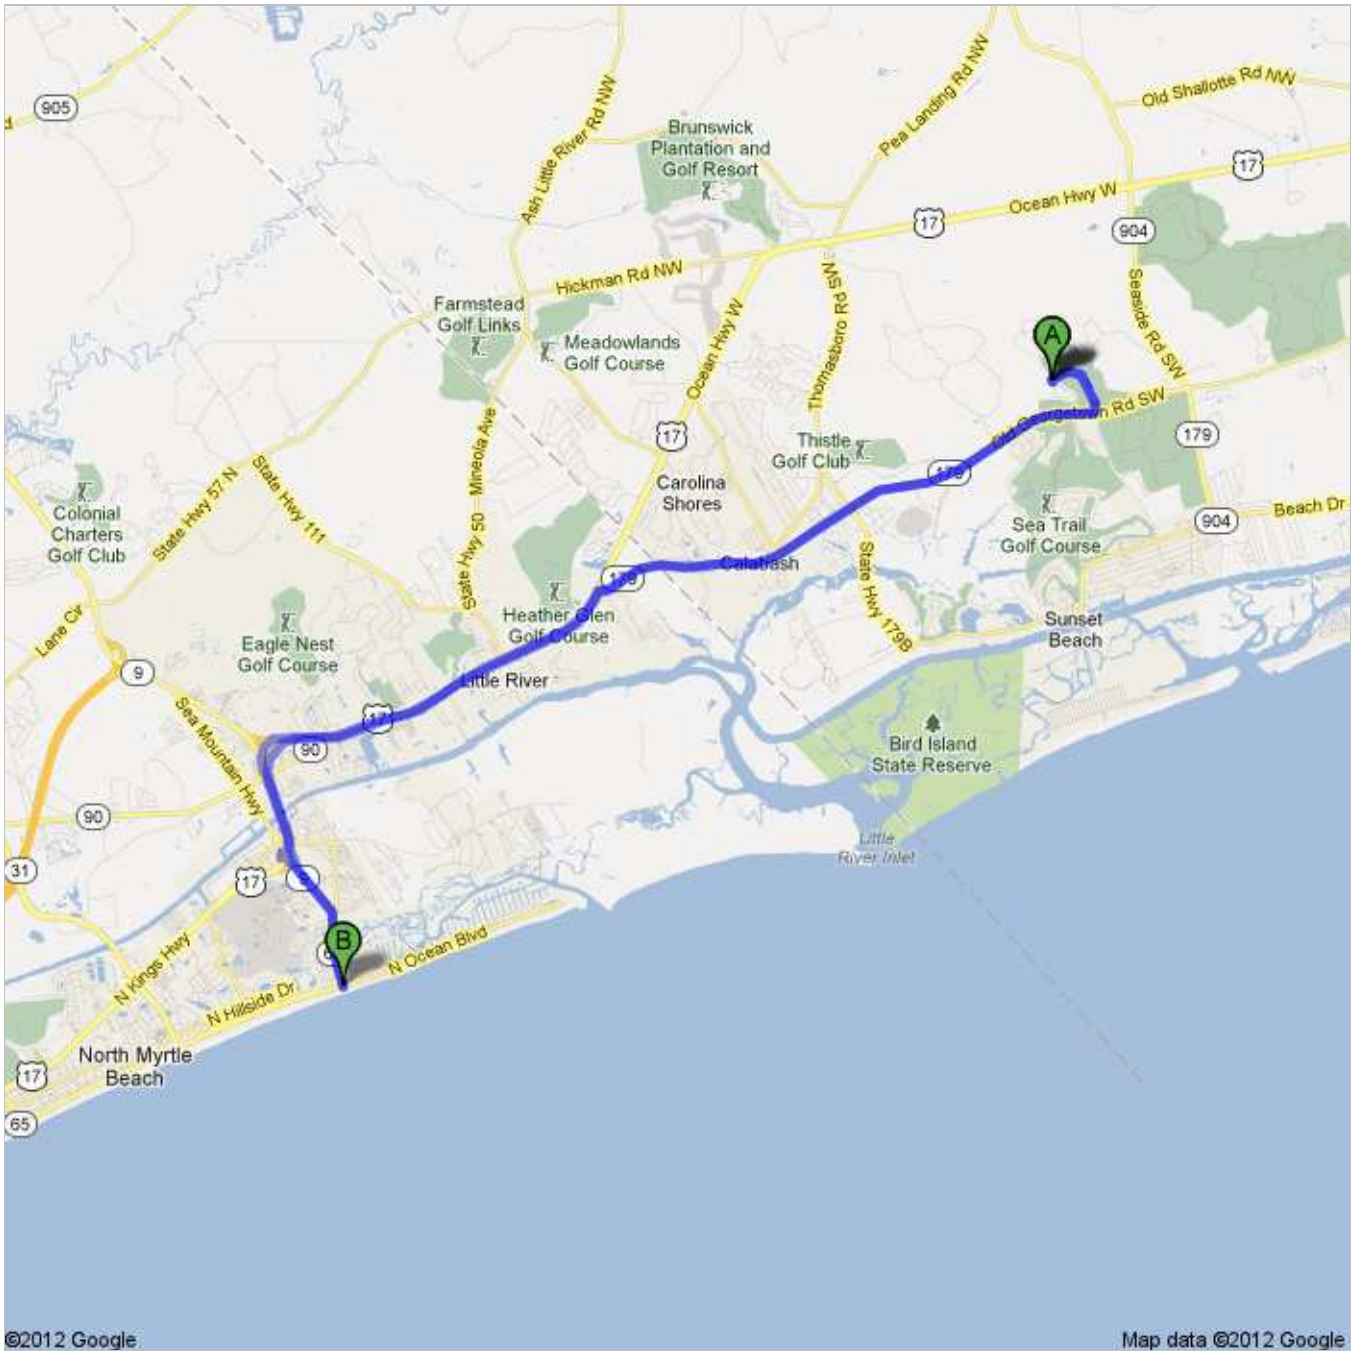 905
d
Ash Little River Rd NW
Pea Landing Rd NW
Old Shallotte Rd NW
Brunswick
Plantation and
Golf Resort
17
Ocean Hwy W
17
904
Hickman Rd NW
Thomasboro Rd SW
Seaside Rd SW
Farmstead
Golf Links
Meadowlands
Golf Course
Ocean Hwy W
A
Old Georgetown Rd SW
17
Thistle
Golf Club
179
179
Colonial
Charters
Golf Club
State Hwy 57 N
State Hwy 111
State Hwy 50
Mineola Ave
Carolina
Shores
Sea Trail
Golf Course
904
Beach Dr
Calabash
State Hwy 179B
179
Heather Glen
Golf Course
Lane Cir
Eagle Nest
Golf Course
Sunset
Beach
9
Little River
Sea Mountain Hwy
17
90
Bird Island
State Reserve
90
Little
River Inlet
31
17
9
B
N Kings Hwy
N Ocean Blvd
N Hillside Dr
North Myrtle
Beach
17
65
©2012 Google
Map data ©2012 Google